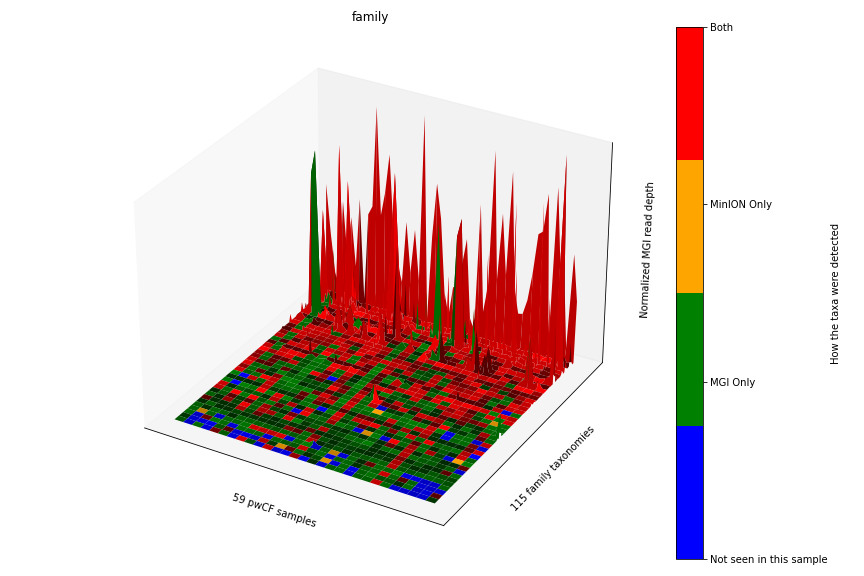 family
Both
MinION Only
MGI Only
Not seen in this sample
How the taxa were detected
Normalized MGI read depth
115 family taxonomies
59 pwCF samples